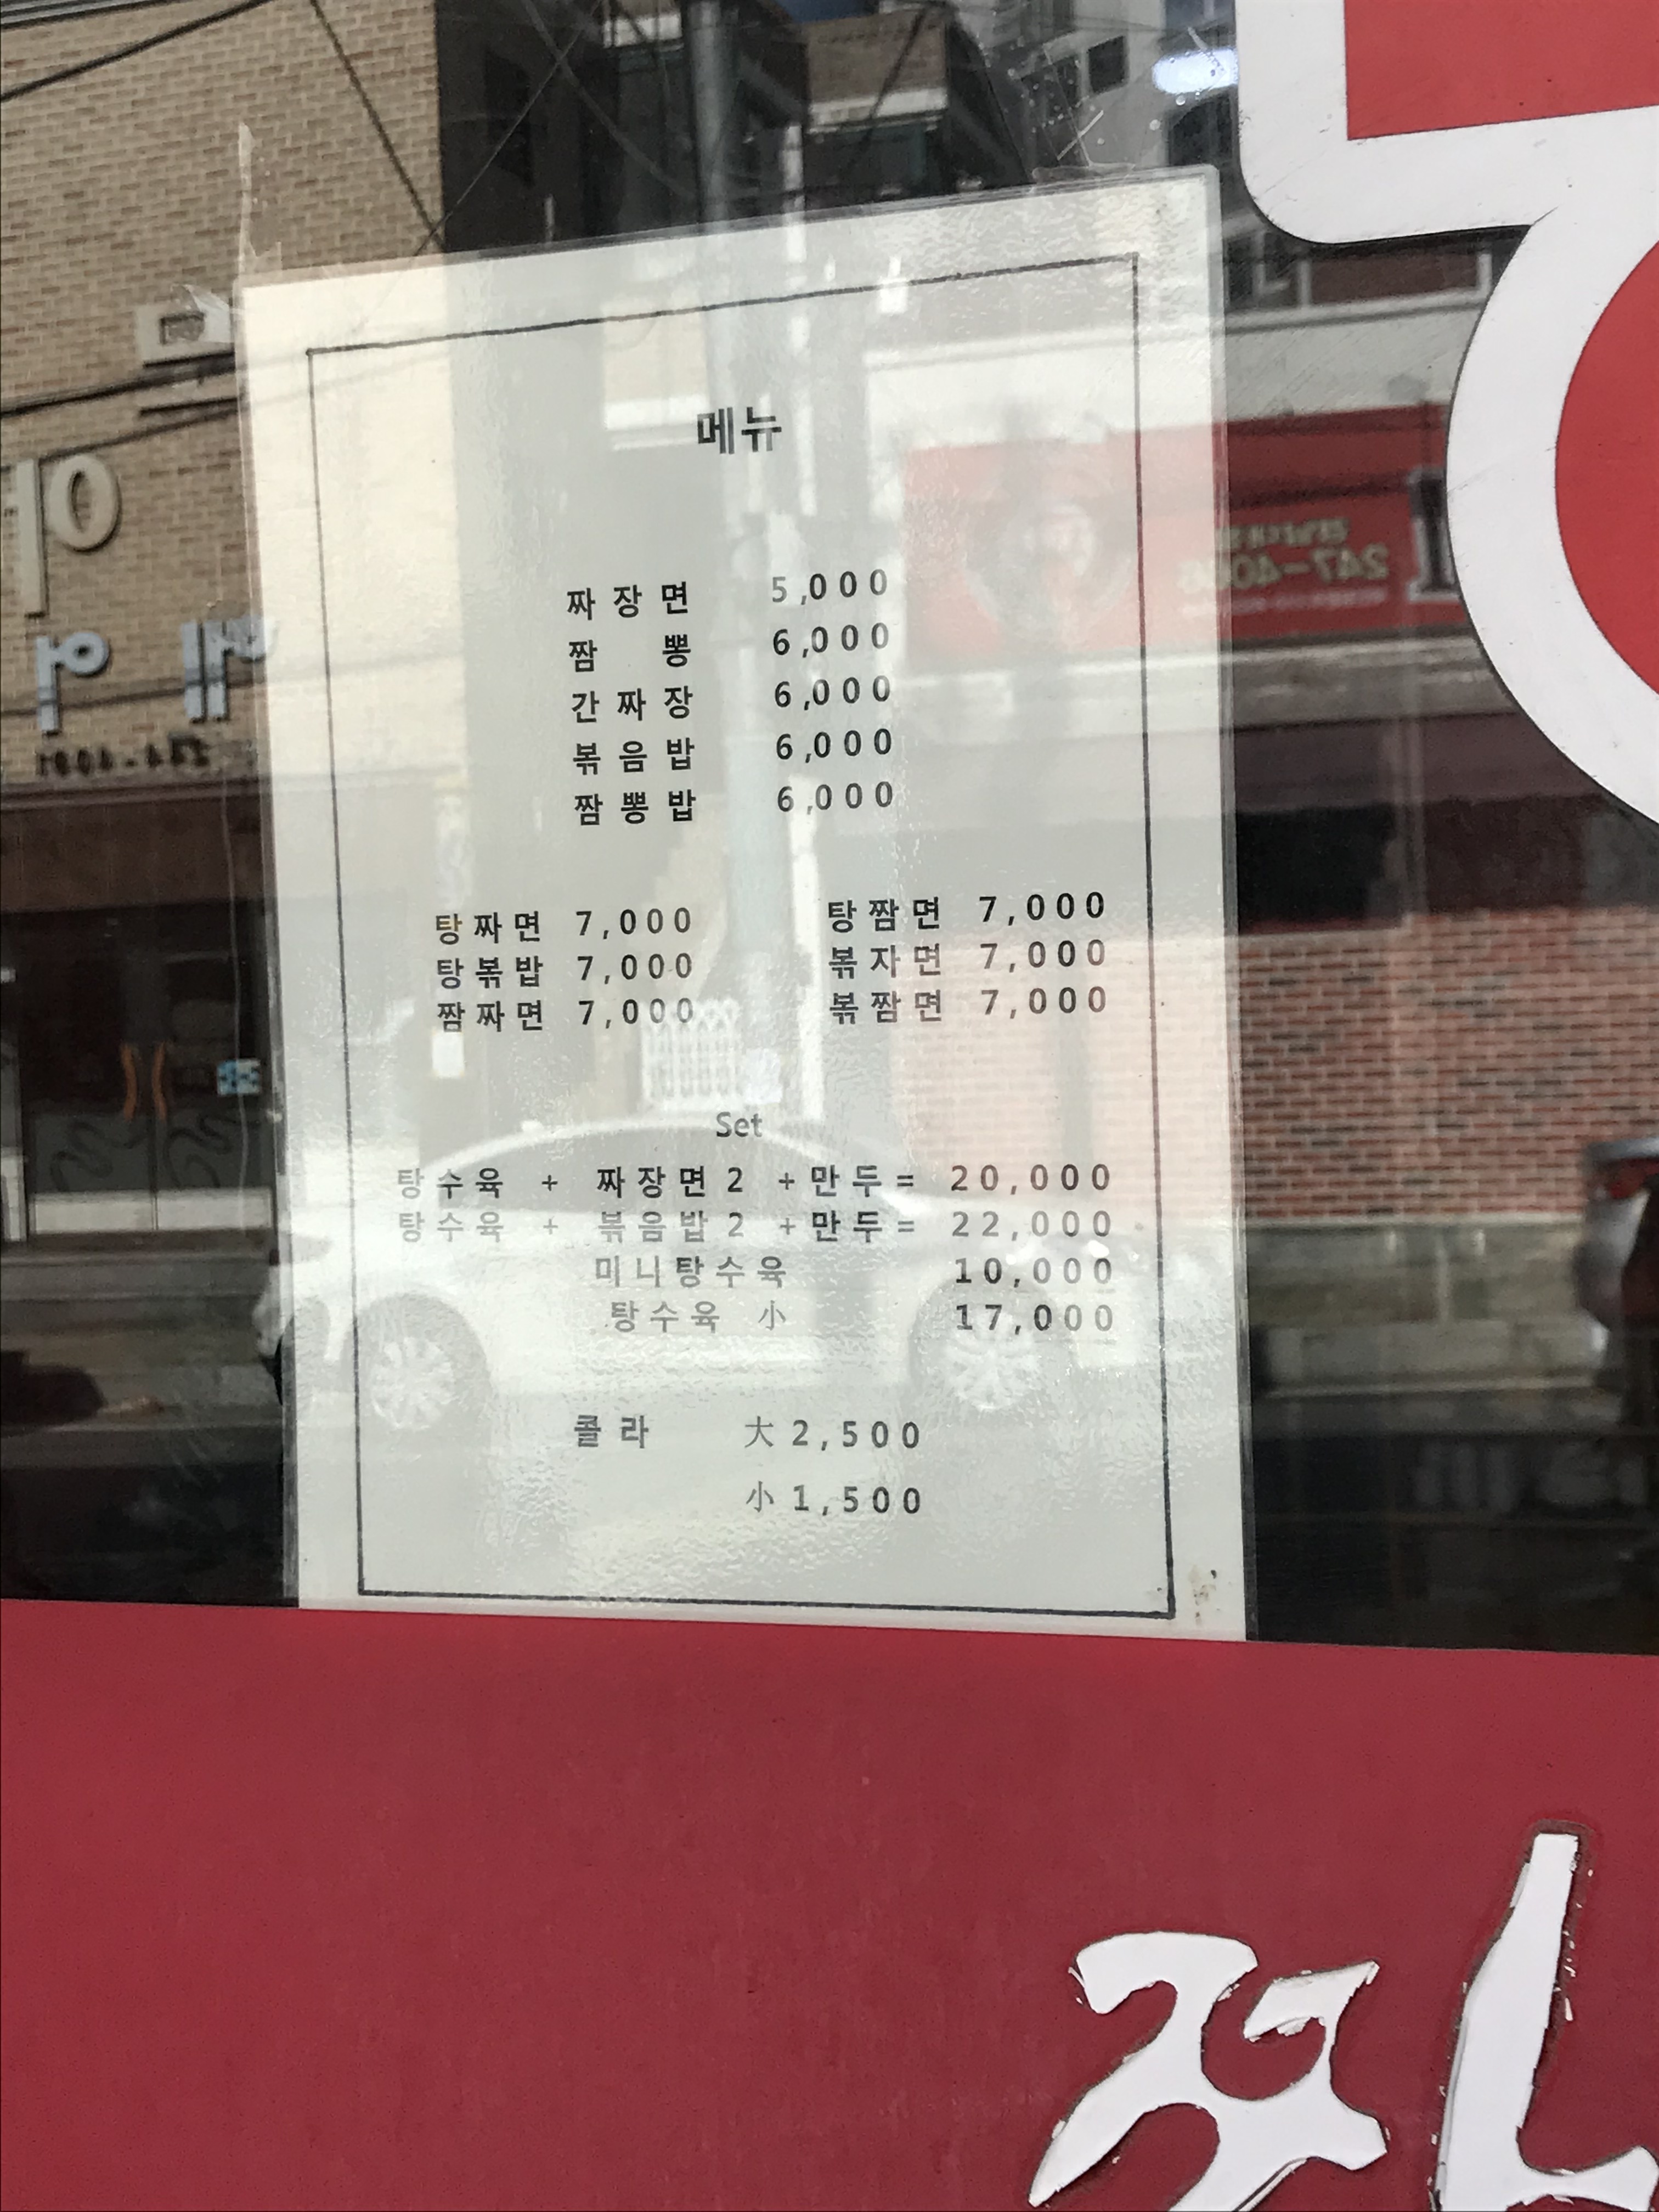 메뉴
짜장면 5,000
짬 뽕 6,000
간짜장 6,000
볶음밥 6,000
짬뽕밥 6,000
탕짜면 7,000 탕짬면 7,000
탕볶밥 7,000 볶자면 7,000
짬짜면 7,000 볶짬면 7,000
Set
탕수육 + 짜장면2 +만두= 20,000
탕수육 + 볶음밥2 +만두= 22,000
미니탕수육 10,000
.탕수육 小 17,000
콜라 大2,500
小1,500
247-40